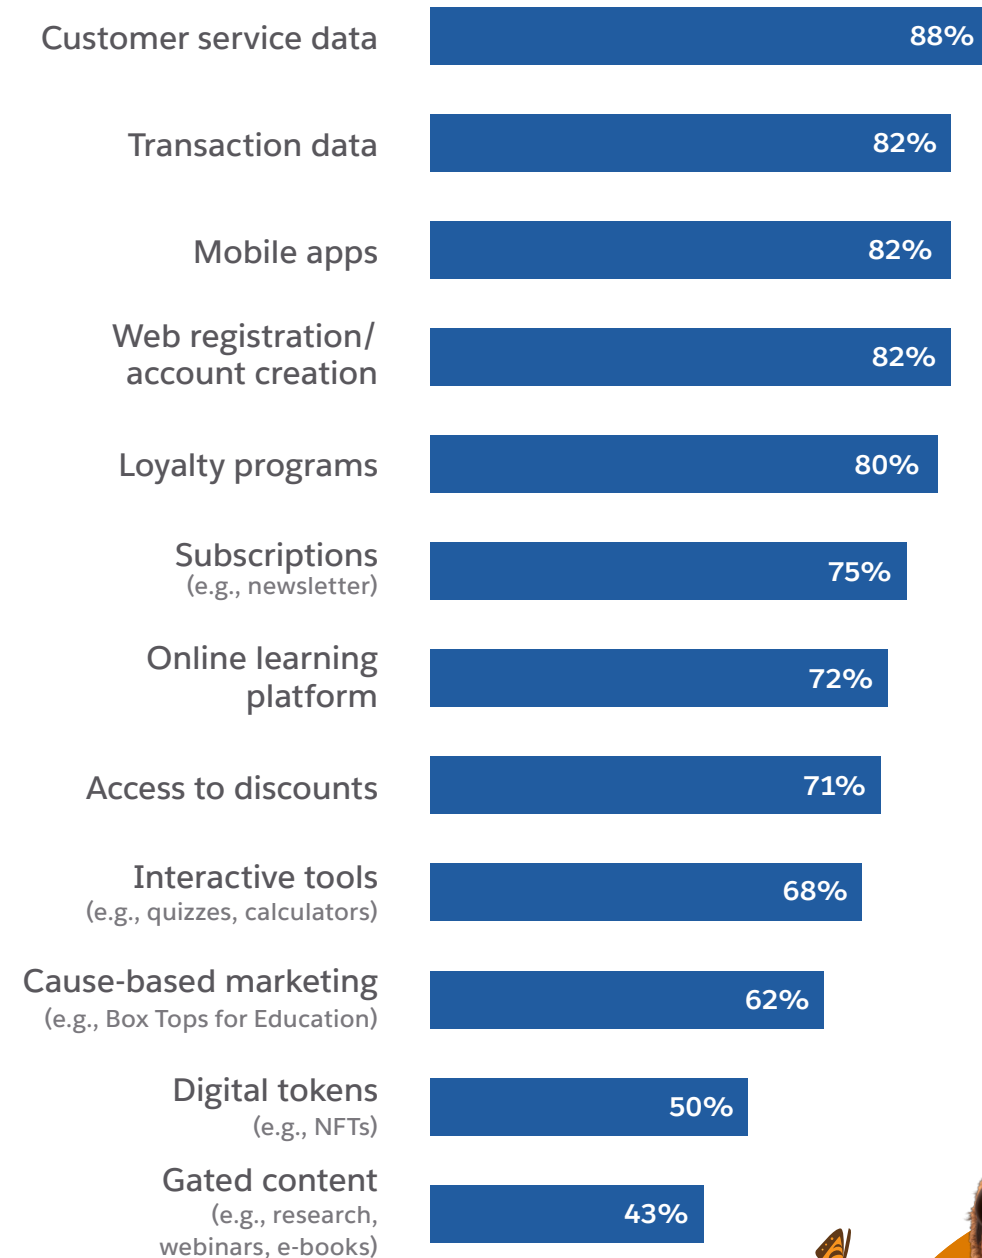 Customer service data
88%
Transaction data
82%
Mobile apps
82%
Web registration/
account creation
82%
Loyalty programs
80%
Subscriptions
(e.g., newsletter)
75%
Online learning
platform
72%
Access to discounts
71%
Interactive tools
(e.g., quizzes, calculators)
68%
Cause-based marketing
(e.g., Box Tops for Education)
62%
Digital tokens
(e.g., NFTs)
50%
Gated content
(e.g., research,
webinars, e-books)
43%